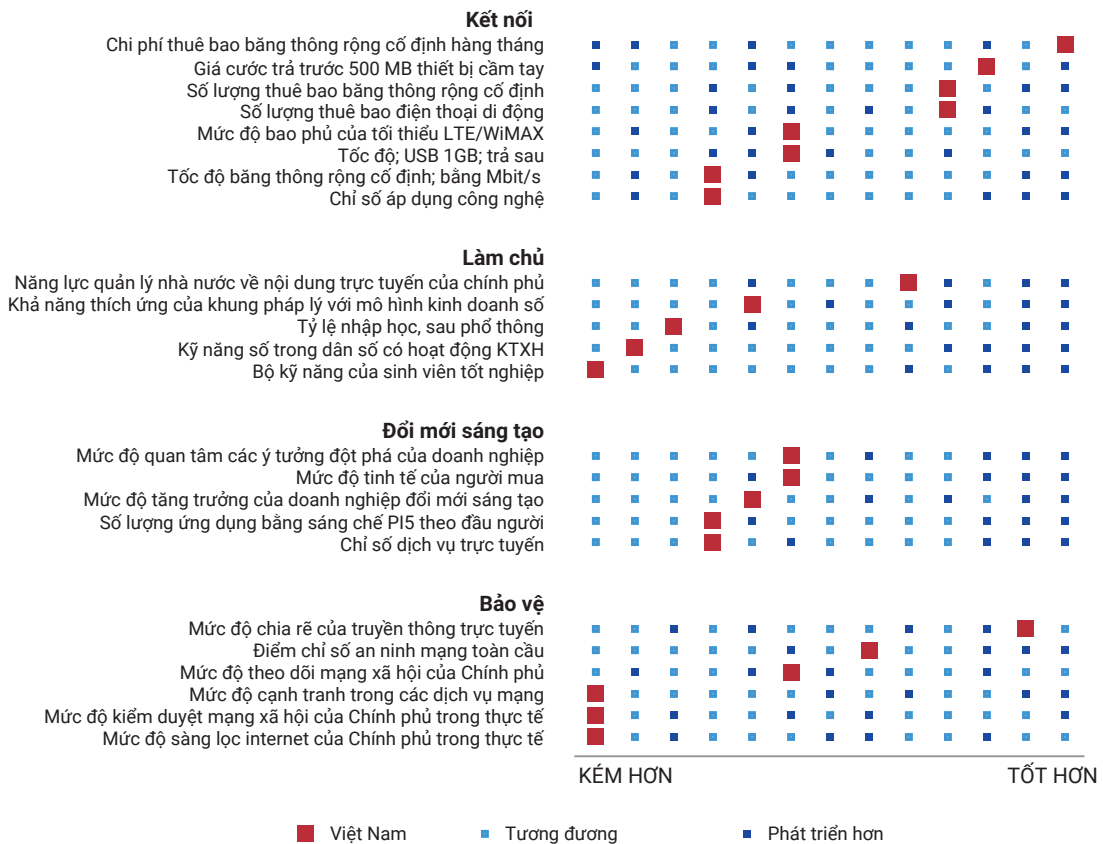 Kết nối
Chi phí thuê bao băng thông rộng cố định hàng tháng
Giá cước trả trước 500 MB thiết bị cầm tay
Số lượng thuê bao băng thông rộng cố định
Số lượng thuê bao điện thoại di động
Mức độ bao phủ của tối thiểu LTE/WiMAX
Tốc độ; USB 1GB; trả sau
Tốc độ băng thông rộng cố định; bằng Mbit/s
Chỉ số áp dụng công nghệ
Làm chủ
Năng lực quản lý nhà nước về nội dung trực tuyến của chính phủ
Khả năng thích ứng của khung pháp lý với mô hình kinh doanh số
Tỷ lệ nhập học, sau phổ thông
Kỹ năng số trong dân số có hoạt động KTXH
Bộ kỹ năng của sinh viên tốt nghiệp
Đổi mới sáng tạo
Mức độ quan tâm các ý tưởng đột phá của doanh nghiệp
Mức độ tinh tế của người mua
Mức độ tăng trưởng của doanh nghiệp đổi mới sáng tạo
Số lượng ứng dụng bằng sáng chế PI5 theo đầu người
Chỉ số dịch vụ trực tuyến
Bảo vệ
Mức độ chia rẽ của truyền thông trực tuyến
Điểm chỉ số an ninh mạng toàn cầu
Mức độ theo dõi mạng xã hội của Chính phủ
Mức độ cạnh tranh trong các dịch vụ mạng
Mức độ kiểm duyệt mạng xã hội của Chính phủ trong thực tế
Mức độ sàng lọc internet của Chính phủ trong thực tế
KÉM HƠN TỐT HƠN
Việt Nam Tương đương Phát triển hơn